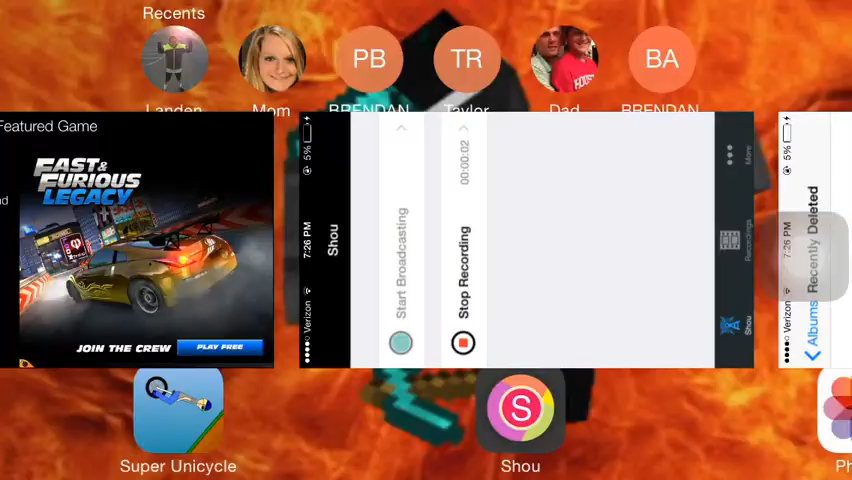 Recents
PB
TR
BA
Landen
Mom
BRENDAN
Taylor
Dad
BRENDAN
Featured Game
FAST &
FURIOUS
LEGACY
JOIN THE CREW
PLAY FREE
Verizon
7:26 PM
5%
Shou
Start Broadcasting
Stop Recording
00:00:02
Shou
Recordings
More
Verizon
7:26 PM
5%
Albums
Recently Deleted
S
Super Unicycle
Shou
Ph